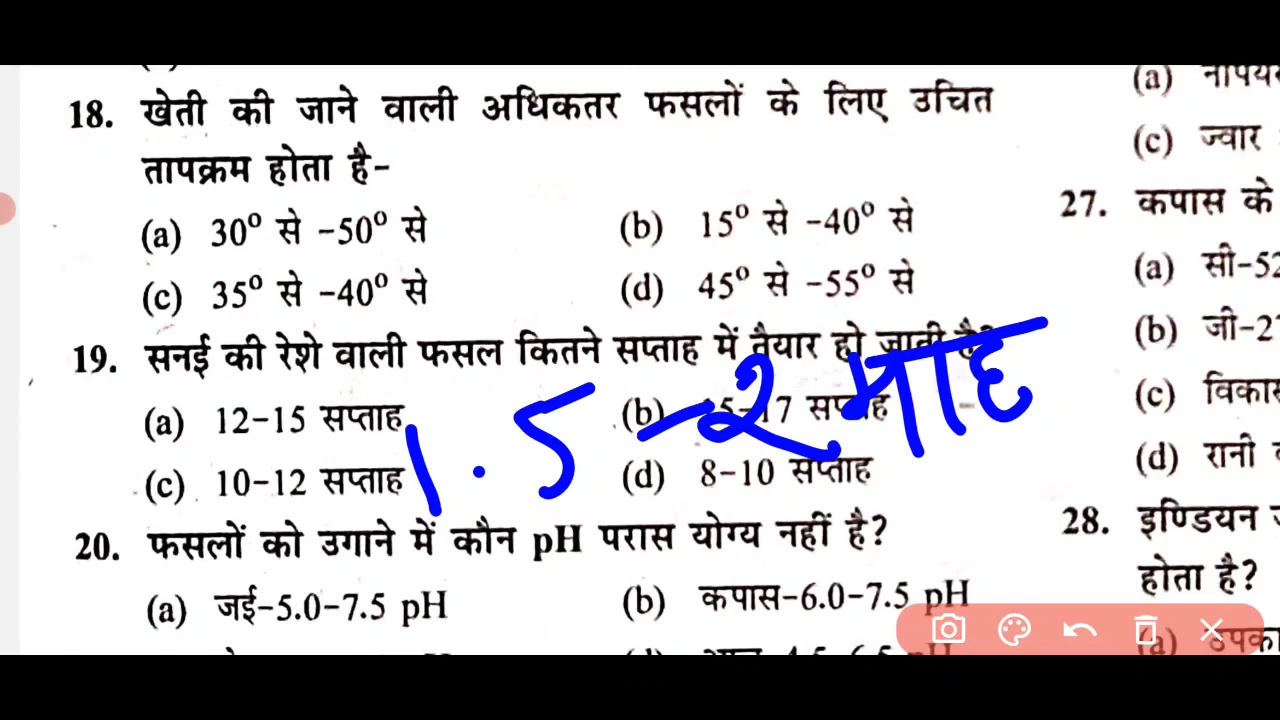 18. खेती की जाने वाली अधिकतर फसलों के लिए उचित
तापक्रम होता है-
(a) 30° से -50° से
(b) 15° से -40° से
(c) 35° से -40° से
(d) 45° से -55° से
19. सनई की रेशे वाली फसल कितने सप्ताह में तैयार हो जाती है?
(a) 12-15 सप्ताह
(b) 15-17 सप्ताह
(c) 10-12 सप्ताह
(d) 8-10 सप्ताह
1.5-2 माह
20. फसलों को उगाने में कौन pH परास योग्य नहीं है?
(a) जई-5.0-7.5 pH
(b) कपास-6.0-7.5 pH
(a)
(c) ज्वार
27. कपास के
(a) सी-52
(b) जी-2
(c)
(d) रानी
28. इण्डियन
होता है?
(a)